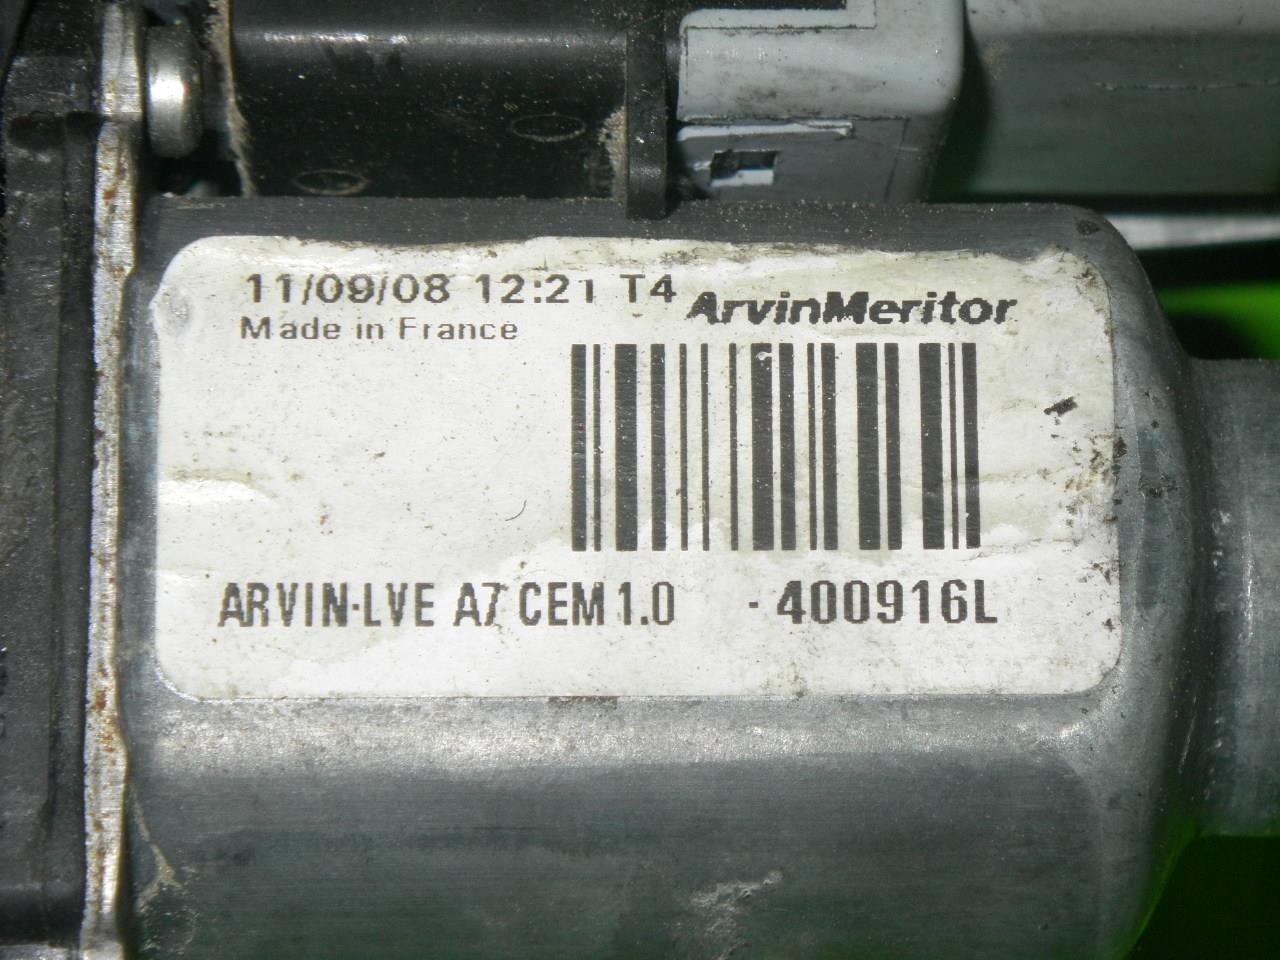 11/09/08 12:21 T4
ArvinMeritor
Made in France
ARVIN-LVE A7 CEM 1.0 - 400916L